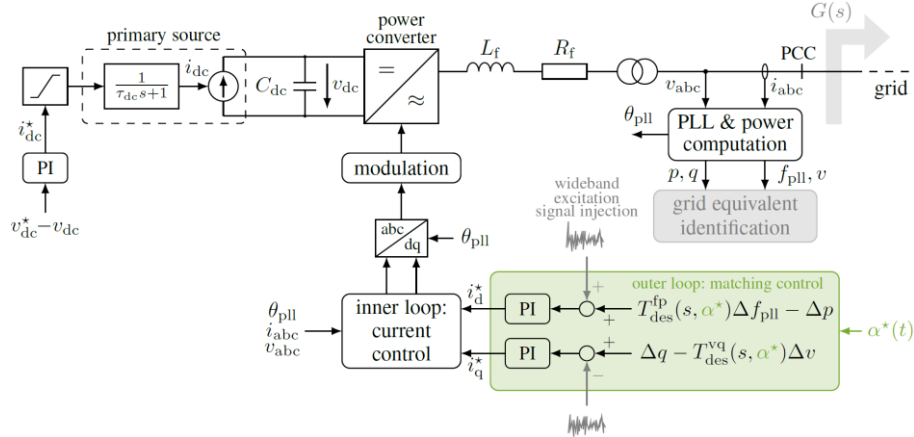 G(s)
primary source
power
converter
L_f
R_f
PCC
1
τ_dc s+1
i_dc
C_dc
v_dc
=
≈
v_abc
i_abc
grid
θ_pll
PLL & power
computation
i*_dc
PI
modulation
p, q
f_pll, v
v*_dc − v_dc
grid equivalent
identification
wideband
excitation
signal injection
abc
dq
θ_pll
outer loop: matching control
θ_pll
i_abc
v_abc
inner loop:
current
control
i*_d
PI
+
+
T^fp_des(s, α*)Δf_pll − Δp
α*(t)
i*_q
PI
+
−
Δq − T^vq_des(s, α*)Δv